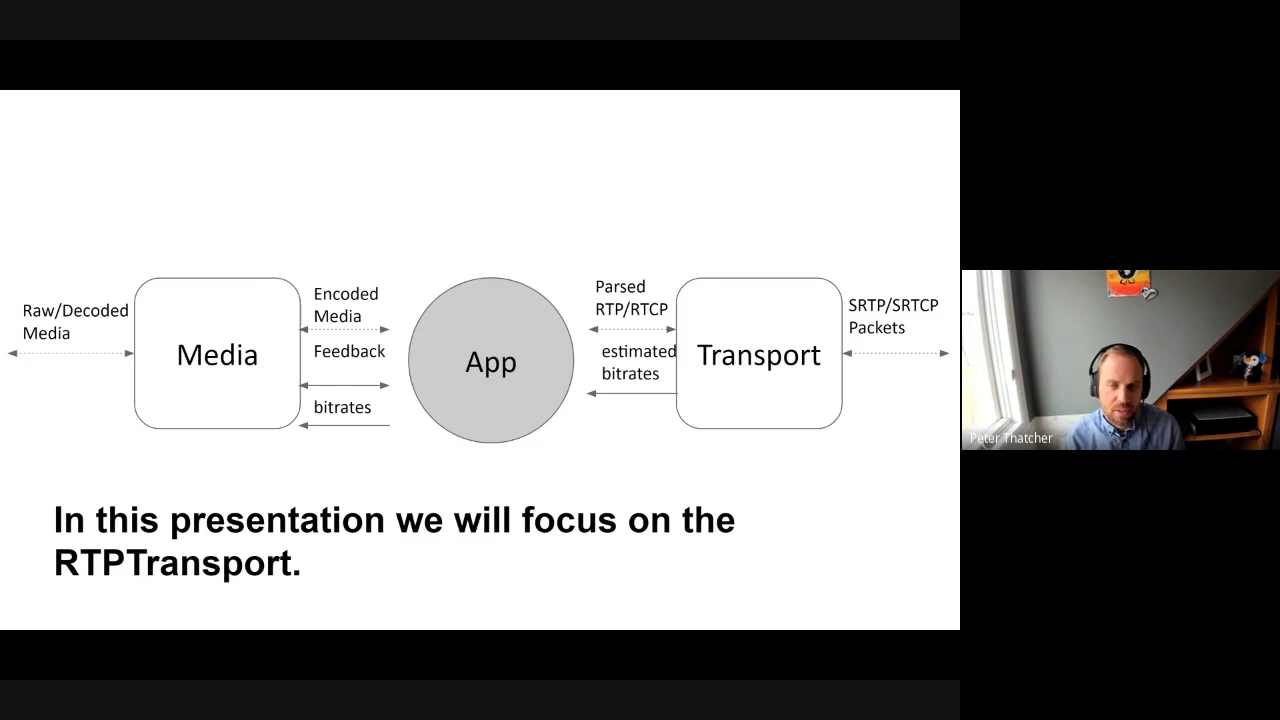 Raw/Decoded
Media
Media
Encoded
Media
Feedback
bitrates
App
Parsed
RTP/RTCP
estimated
bitrates
Transport
SRTP/SRTCP
Packets
In this presentation we will focus on the
RTPTransport.
Peter Thatcher